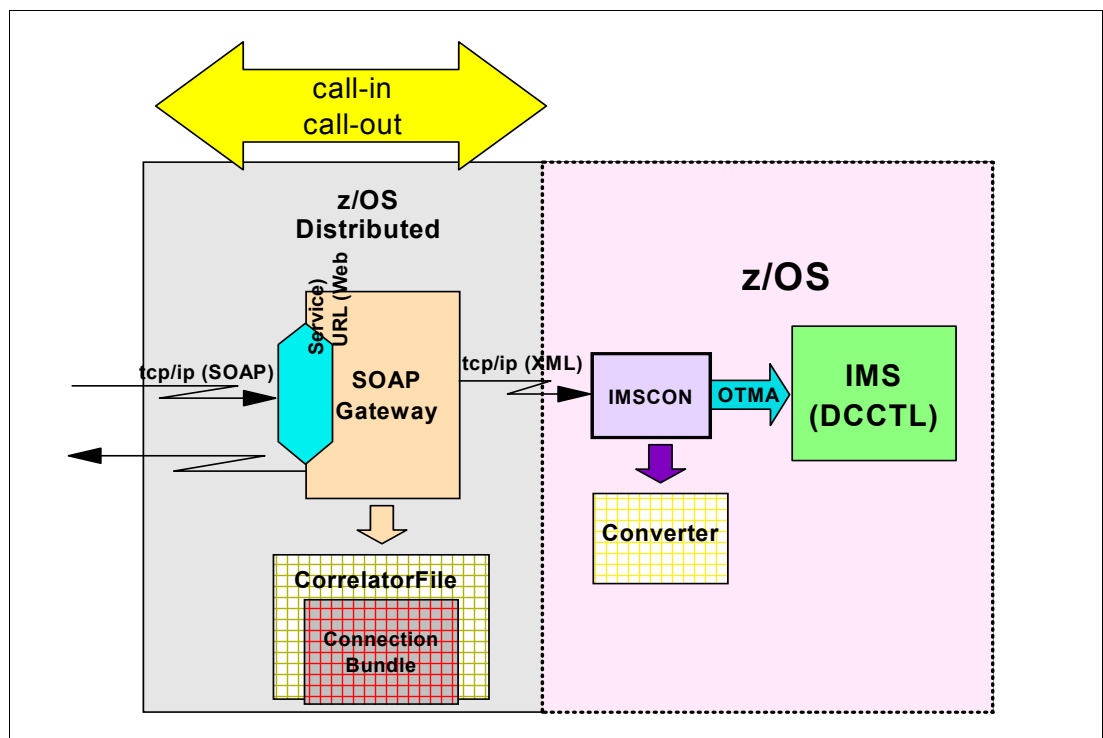 call-in
call-out
z/OS
Distributed
z/OS
URL (Web
Service)
tcp/ip (SOAP)
SOAP
Gateway
tcp/ip (XML)
IMSCON
OTMA
IMS
(DCCTL)
Converter
CorrelatorFile
Connection
Bundle